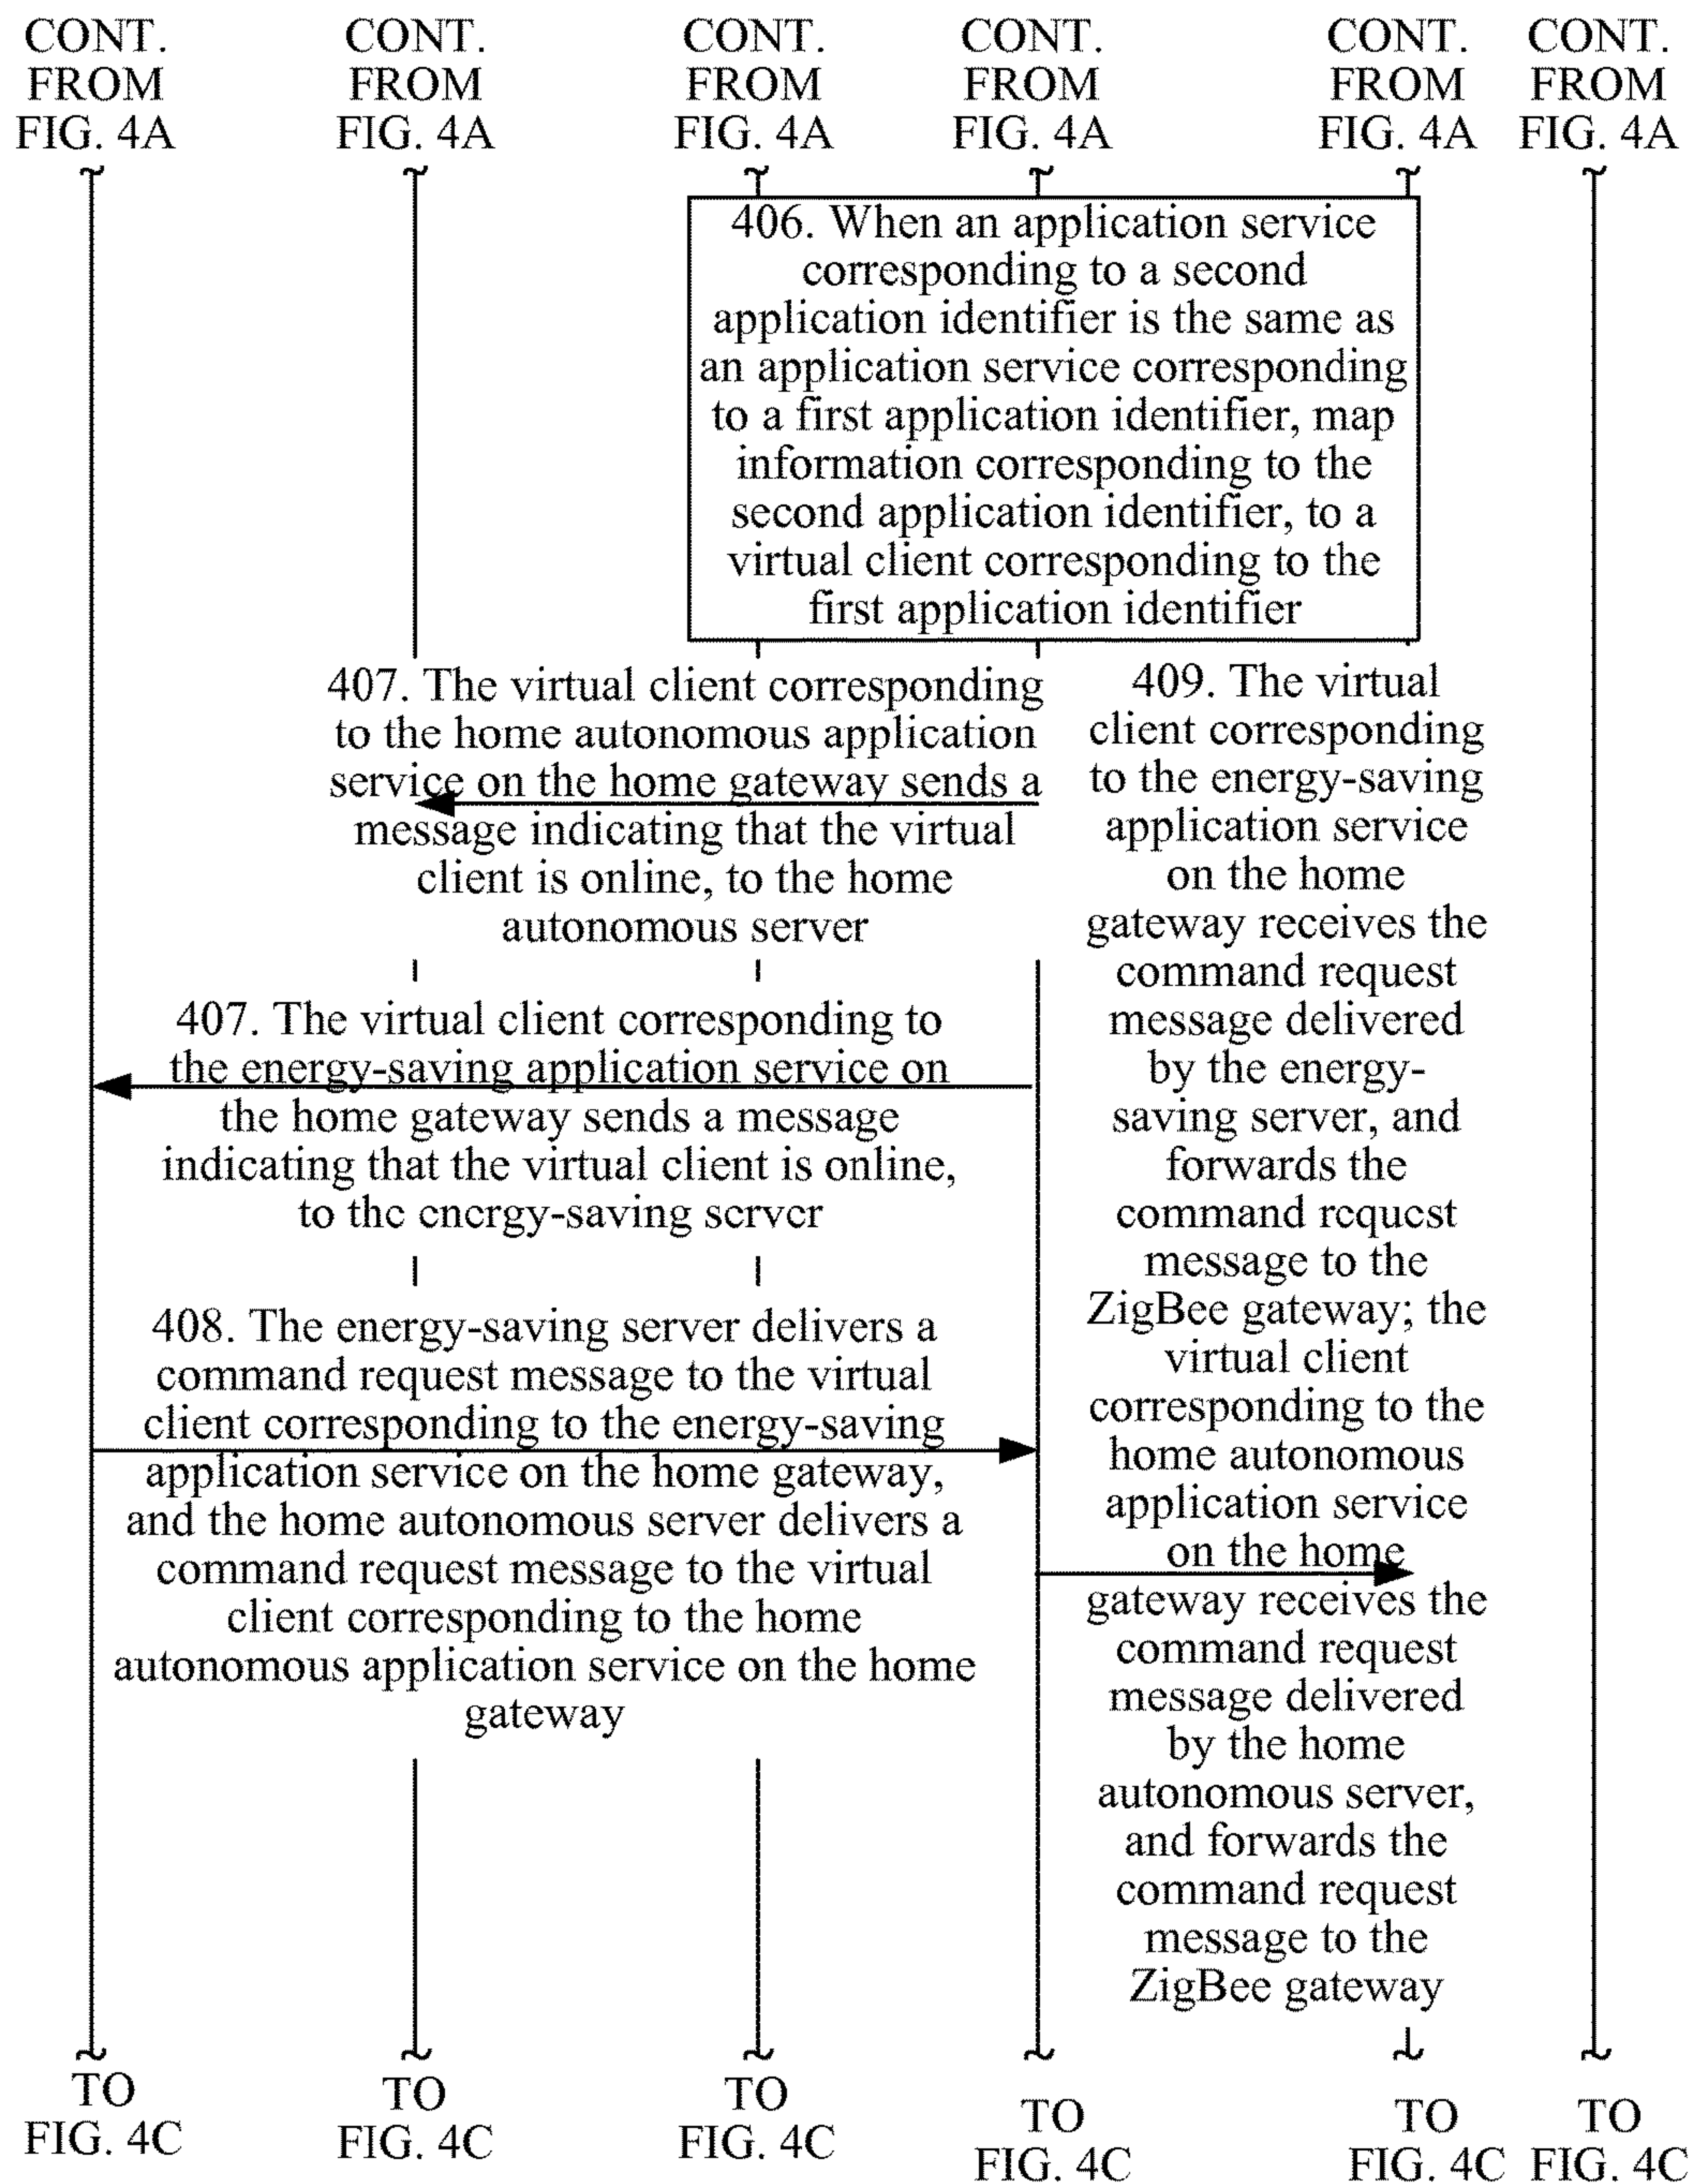 CONT.
FROM
FIG. 4A
CONT.
FROM
FIG. 4A
CONT.
FROM
FIG. 4A
CONT.
FROM
FIG. 4A
CONT.
FROM
FIG. 4A
CONT.
FROM
FIG. 4A
406. When an application service
corresponding to a second
application identifier is the same as
an application service corresponding
to a first application identifier, map
information corresponding to the
second application identifier, to a
virtual client corresponding to the
first application identifier
407. The virtual client corresponding
to the home autonomous application
service on the home gateway sends a
message indicating that the virtual
client is online, to the home
autonomous server
407. The virtual client corresponding to
the energy-saving application service on
the home gateway sends a message
indicating that the virtual client is online,
to the energy-saving server
408. The energy-saving server delivers a
command request message to the virtual
client corresponding to the energy-saving
application service on the home gateway,
and the home autonomous server delivers a
command request message to the virtual
client corresponding to the home
autonomous application service on the home
gateway
409. The virtual
client corresponding
to the energy-saving
application service
on the home
gateway receives the
command request
message delivered
by the energy-
saving server, and
forwards the
command request
message to the
ZigBee gateway; the
virtual client
corresponding to the
home autonomous
application service
on the home
gateway receives the
command request
message delivered
by the home
autonomous server,
and forwards the
command request
message to the
ZigBee gateway
TO
FIG. 4C
TO
FIG. 4C
TO
FIG. 4C
TO
FIG. 4C
TO
FIG. 4C
TO
FIG. 4C